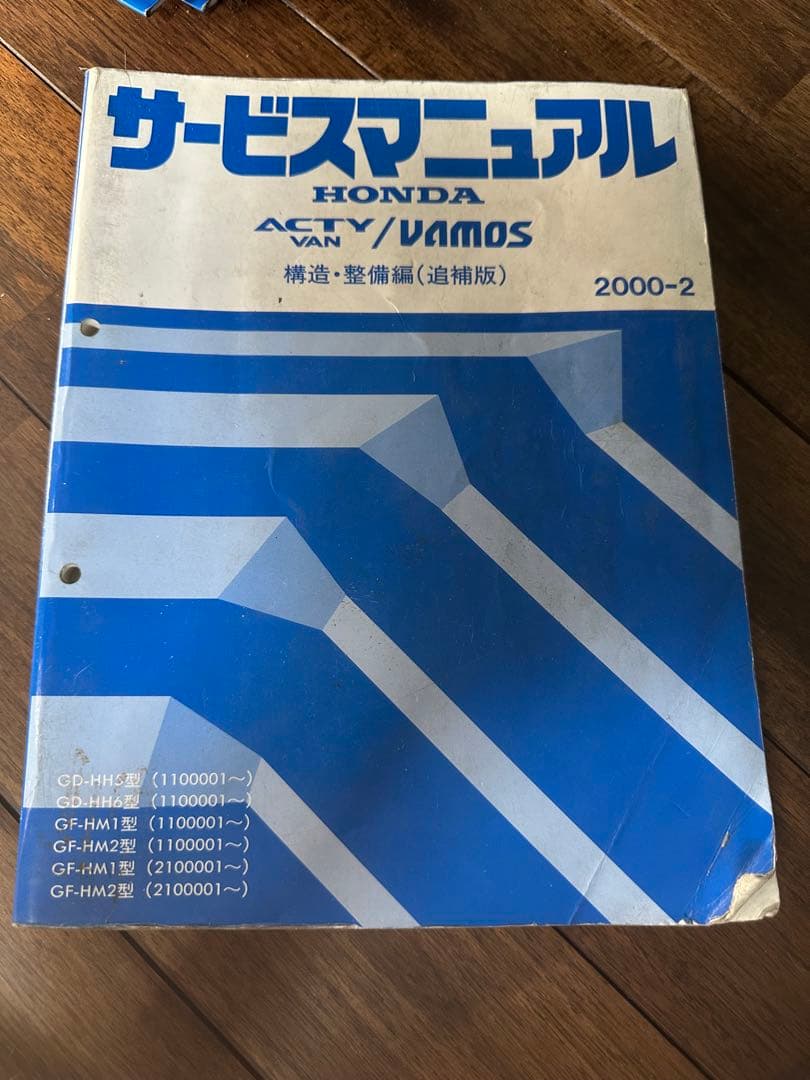 サービスマニュアル
HONDA
ACTY VAN/VAMOS
構造・整備編(追補版)
2000-2
GD-HH5型 (1100001~)
GD-HH6型 (1100001~)
GF-HM1型 (1100001~)
GF-HM2型 (1100001~)
GF-HM1型 (2100001~)
GF-HM2型 (2100001~)